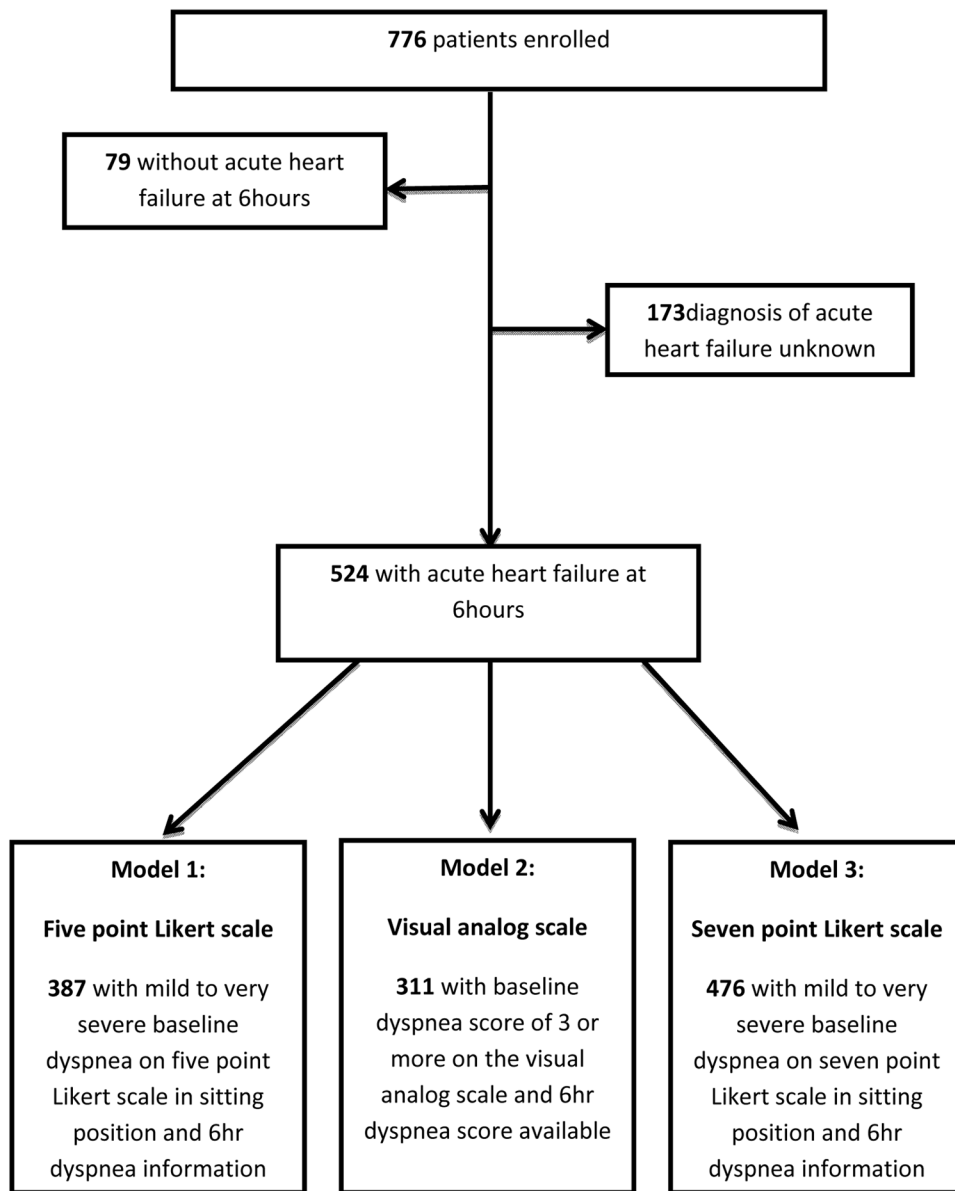 776 patients enrolled
79 without acute heart
failure at 6hours
173diagnosis of acute
heart failure unknown
524 with acute heart failure at
6hours
Model 1:
Five point Likert scale
387 with mild to very
severe baseline
dyspnea on five point
Likert scale in sitting
position and 6hr
dyspnea information
Model 2:
Visual analog scale
311 with baseline
dyspnea score of 3 or
more on the visual
analog scale and 6hr
dyspnea score available
Model 3:
Seven point Likert scale
476 with mild to very
severe baseline
dyspnea on seven point
Likert scale in sitting
position and 6hr
dyspnea information